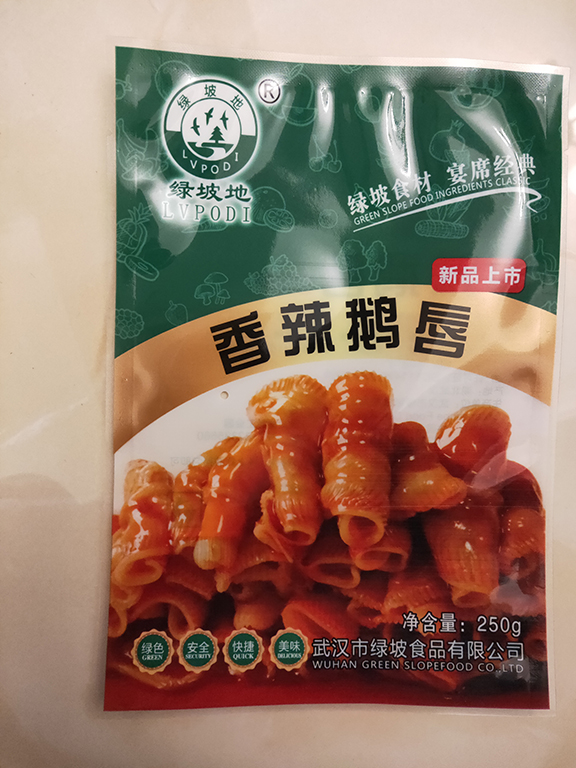 绿坡地
LVPODI
®
绿坡地
LVPODI
绿坡食材 宴席经典
GREEN SLOPE FOOD INGREDIENTS CLASSIC
新品上市
香辣鹅唇
净含量：250g
绿色
GREEN
安全
SECURITY
快捷
QUICK
美味
DELICIOUS
武汉市绿坡食品有限公司
WUHAN GREEN SLOPEFOOD CO.,LTD